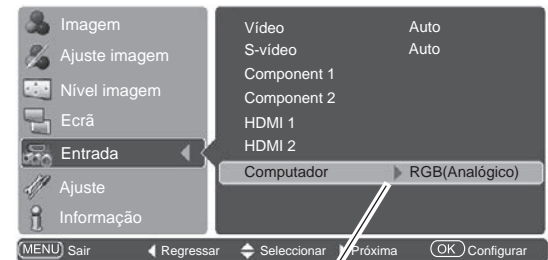 Imagem
Ajuste imagem
Nível imagem
Ecrã
Entrada
Ajuste
Informação
Vídeo Auto
S-vídeo Auto
Component 1
Component 2
HDMI 1
HDMI 2
Computador RGB(Analógico)
MENU Sair Regressar Seleccionar Próxima OK Configurar